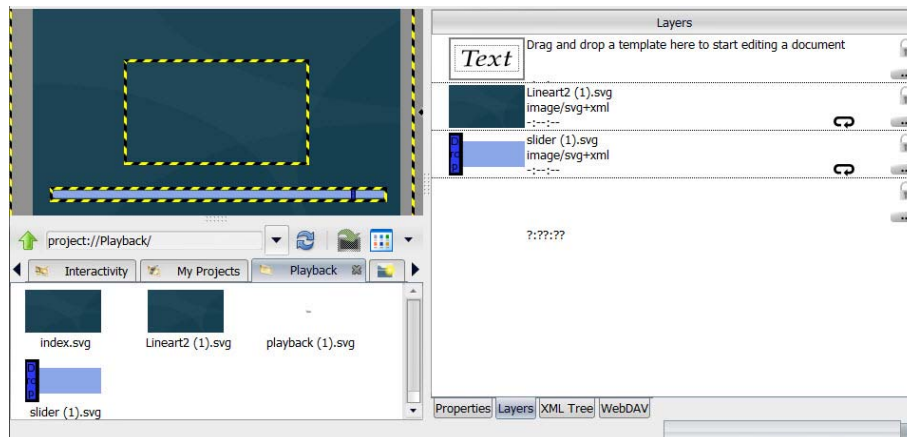 Layers
Text
Drag and drop a template here to start editing a document
Lineart2 (1).svg
image/svg+xml
-:--:--
slider (1).svg
image/svg+xml
-:--:--
?:??:??
project://Playback/
Interactivity
My Projects
Playback
index.svg
Lineart2 (1).svg
playback (1).svg
slider (1).svg
Properties
Layers
XML Tree
WebDAV